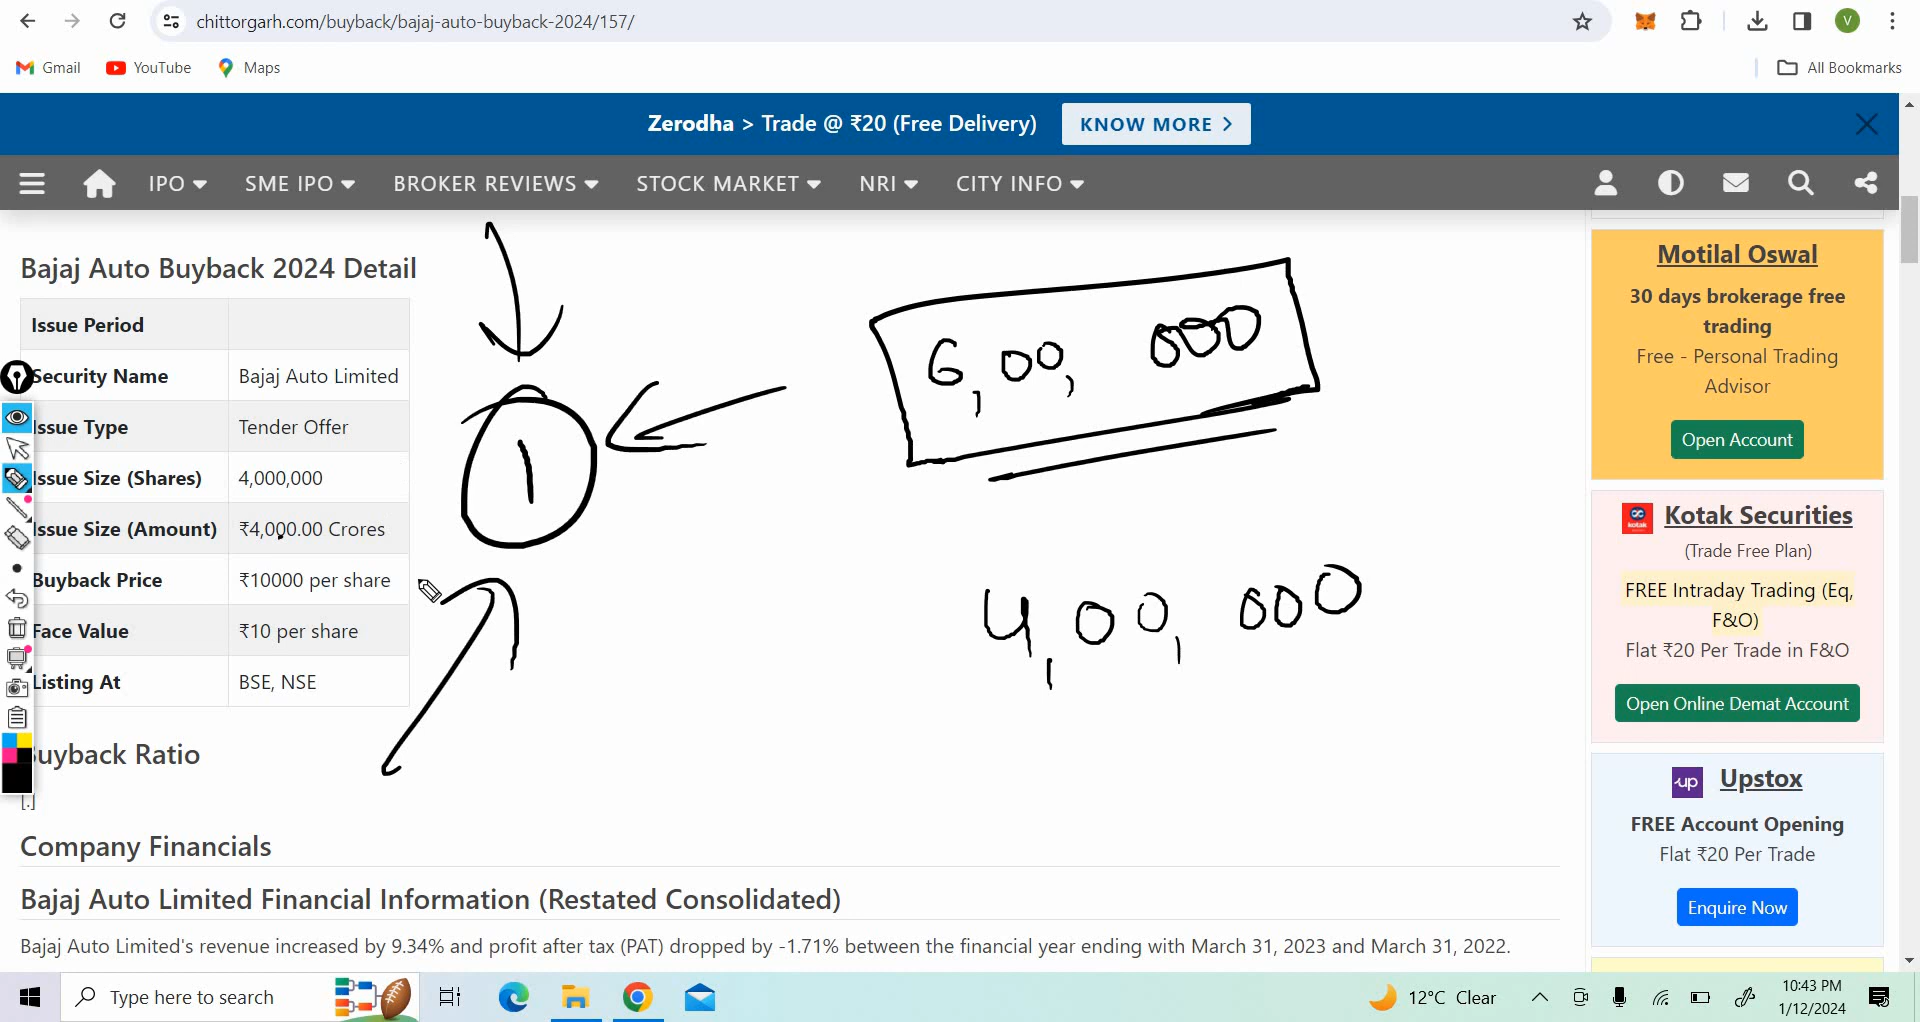 chittorgarh.com/buyback/bajaj-auto-buyback-2024/157/
V
Gmail
YouTube
Maps
All Bookmarks
Zerodha > Trade @ ₹20 (Free Delivery)
KNOW MORE >
IPO
SME IPO
BROKER REVIEWS
STOCK MARKET
NRI
CITY INFO
Bajaj Auto Buyback 2024 Detail
Issue Period
Security Name Bajaj Auto Limited
Issue Type Tender Offer
Issue Size (Shares) 4,000,000
Issue Size (Amount) ₹4,000.00 Crores
Buyback Price ₹10000 per share
Face Value ₹10 per share
Listing At BSE, NSE
1
6,00,000
4,00,000
Buyback Ratio
[.]
Company Financials
Bajaj Auto Limited Financial Information (Restated Consolidated)
Bajaj Auto Limited's revenue increased by 9.34% and profit after tax (PAT) dropped by -1.71% between the financial year ending with March 31, 2023 and March 31, 2022.
Motilal Oswal
30 days brokerage free
trading
Free - Personal Trading
Advisor
Open Account
kotak
Kotak Securities
(Trade Free Plan)
FREE Intraday Trading (Eq,
F&O)
Flat ₹20 Per Trade in F&O
Open Online Demat Account
up
Upstox
FREE Account Opening
Flat ₹20 Per Trade
Enquire Now
Type here to search
12°C Clear
10:43 PM
1/12/2024